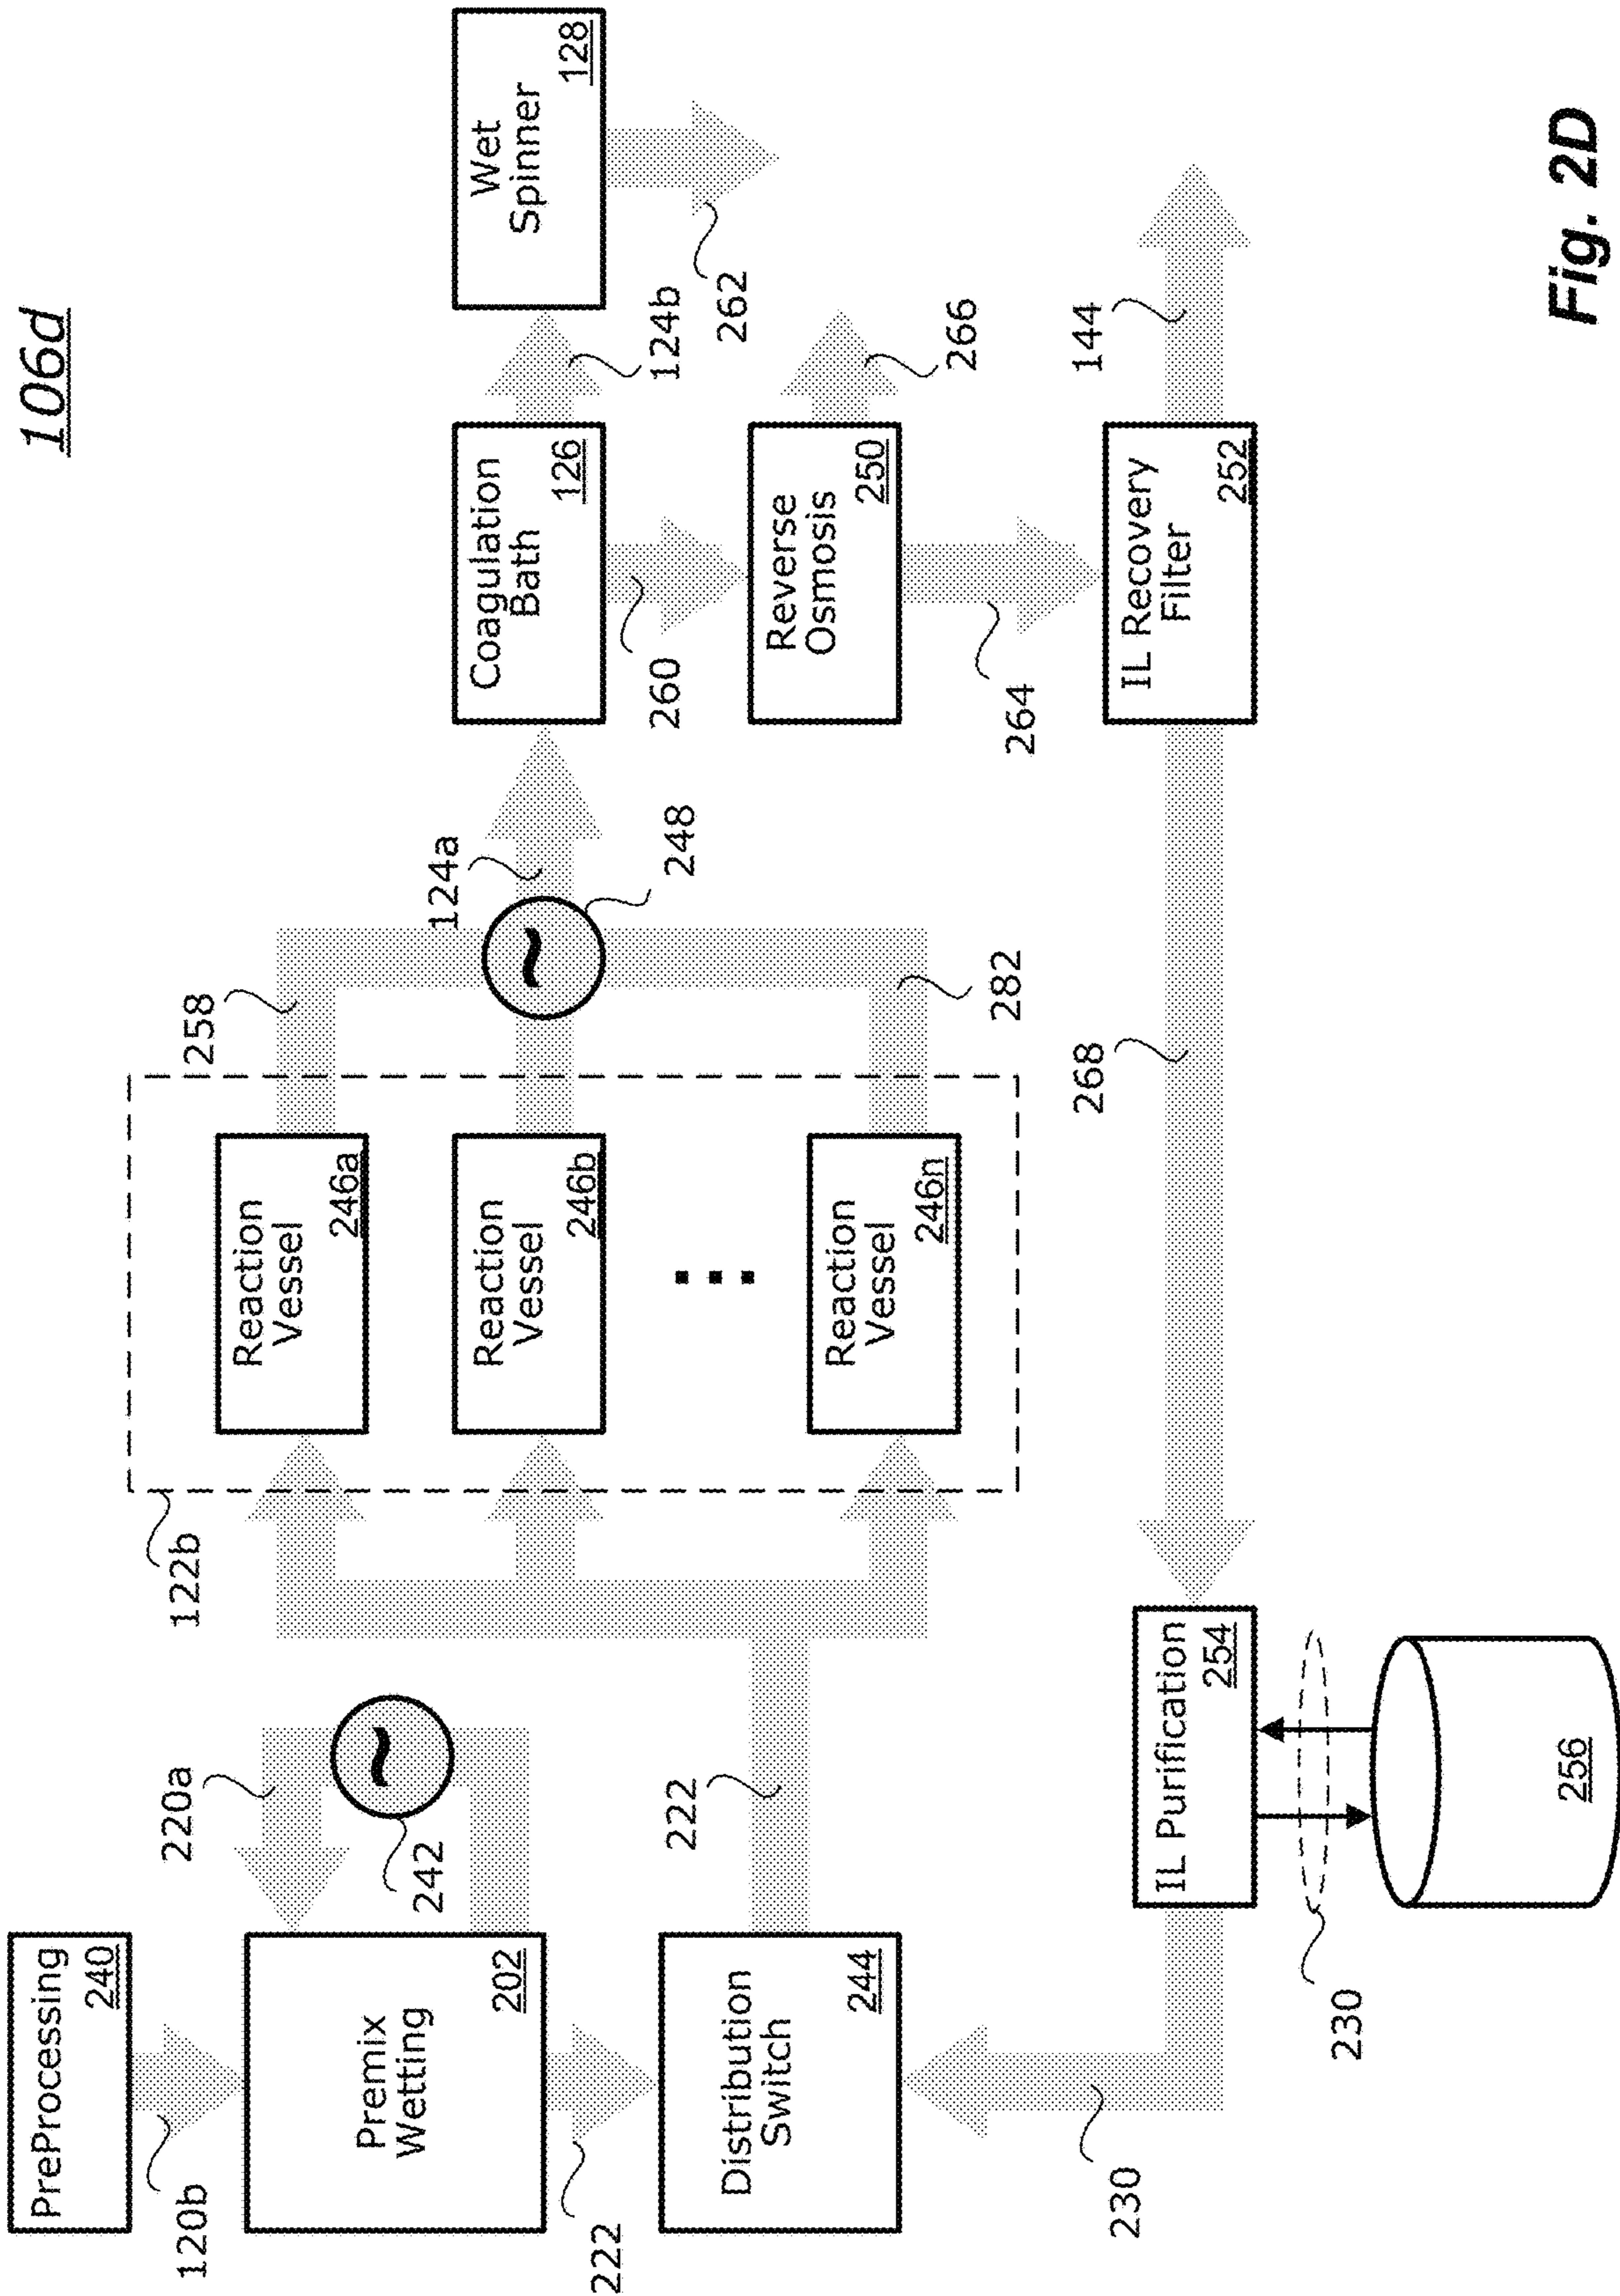 106d
PreProcessing
240
120b
Premix
Wetting
202
220a
~
242
222
Distribution
Switch
244
222
122b
Reaction
Vessel
246a
Reaction
Vessel
246b
...
Reaction
Vessel
246n
258
124a
~
248
282
Coagulation
Bath
126
124b
Wet
Spinner
128
262
260
Reverse
Osmosis
250
266
264
IL Recovery
Filter
252
144
268
IL Purification
254
230
230
256
Fig. 2D